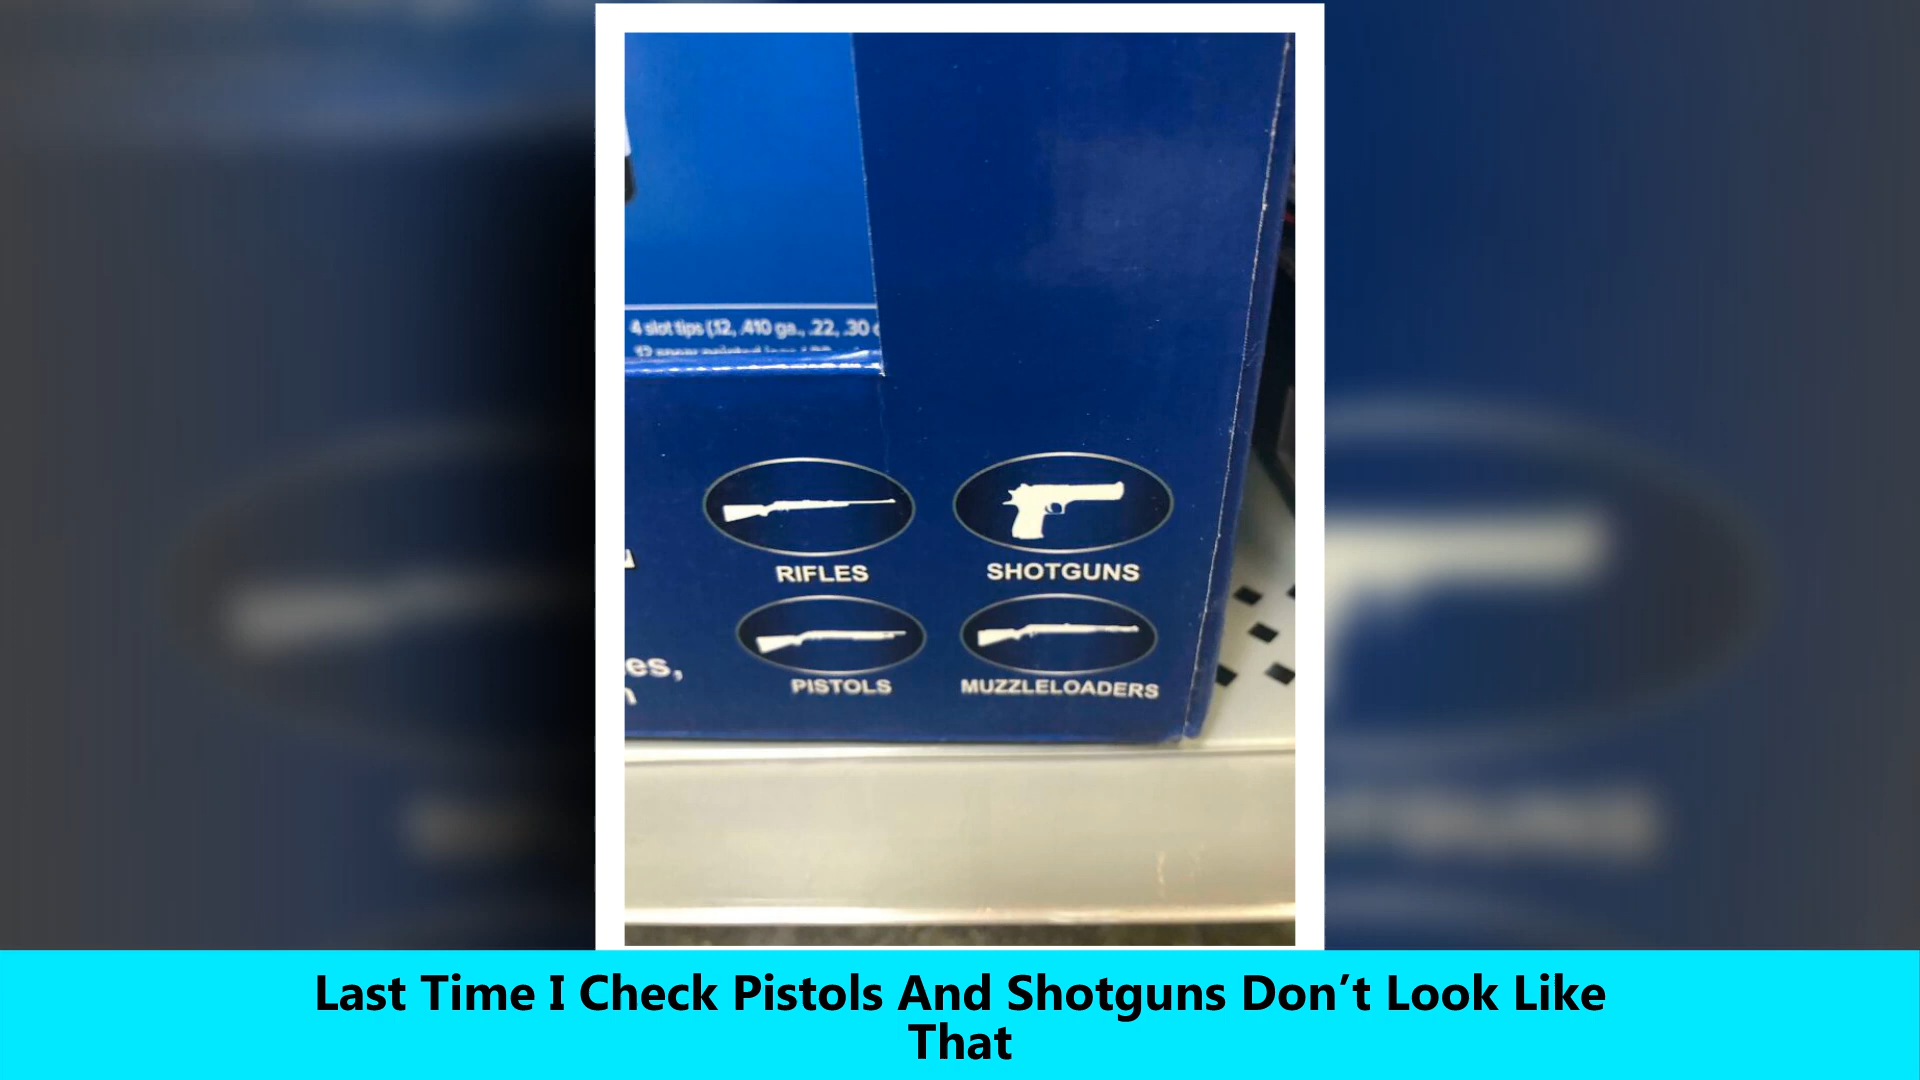 4 slot tips (.12, .410 ga., .22, .30
RIFLES
SHOTGUNS
es,
PISTOLS
MUZZLELOADERS
Last Time I Check Pistols And Shotguns Don’t Look Like
That